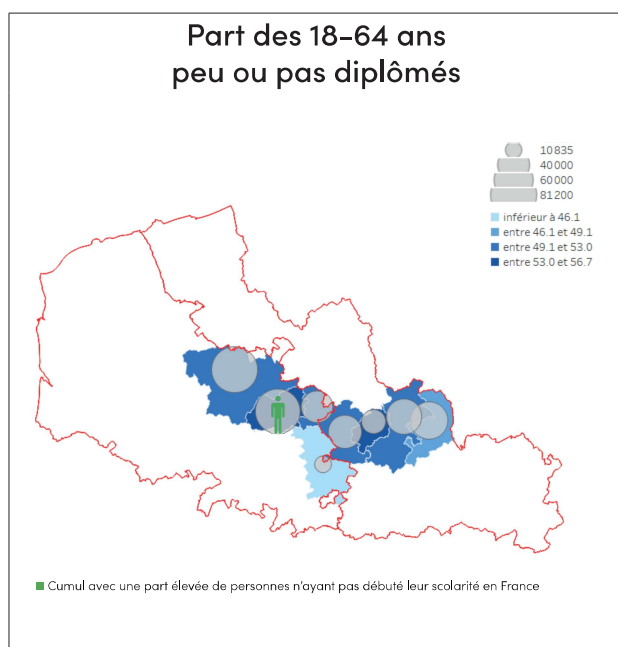 Part des 18-64 ans
peu ou pas diplômés
10 835
40 000
60 000
81 200
inférieur à 46.1
entre 46.1 et 49.1
entre 49.1 et 53.0
entre 53.0 et 56.7
Cumul avec une part élevée de personnes n'ayant pas débuté leur scolarité en France